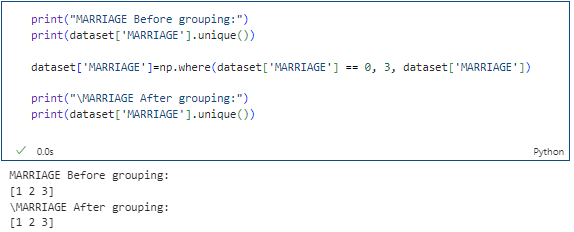 print("MARRIAGE Before grouping:")
print(dataset['MARRIAGE'].unique())
dataset['MARRIAGE']=np.where(dataset['MARRIAGE'] == 0, 3, dataset['MARRIAGE'])
print("\MARRIAGE After grouping:")
print(dataset['MARRIAGE'].unique())
0.0s Python
MARRIAGE Before grouping:
[1 2 3]
\MARRIAGE After grouping:
[1 2 3]